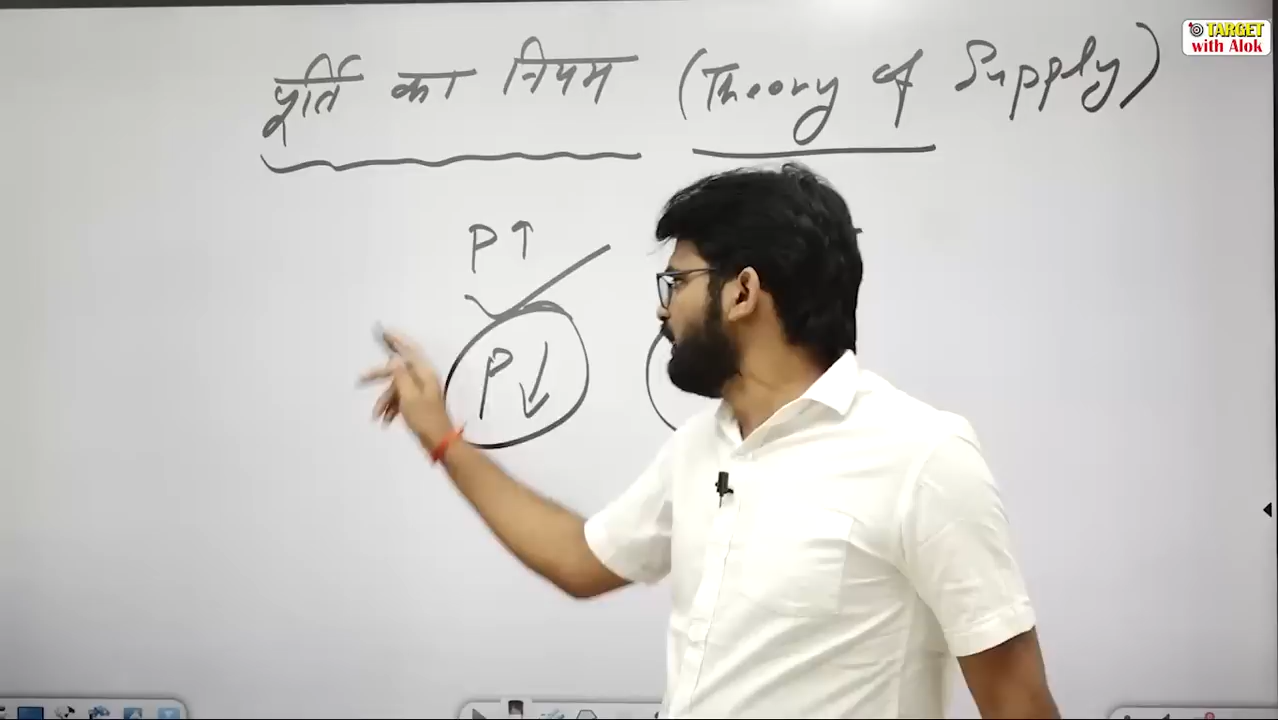 TARGET
with Alok
पूर्ति का नियम (Theory of Supply)
P↑
P↓